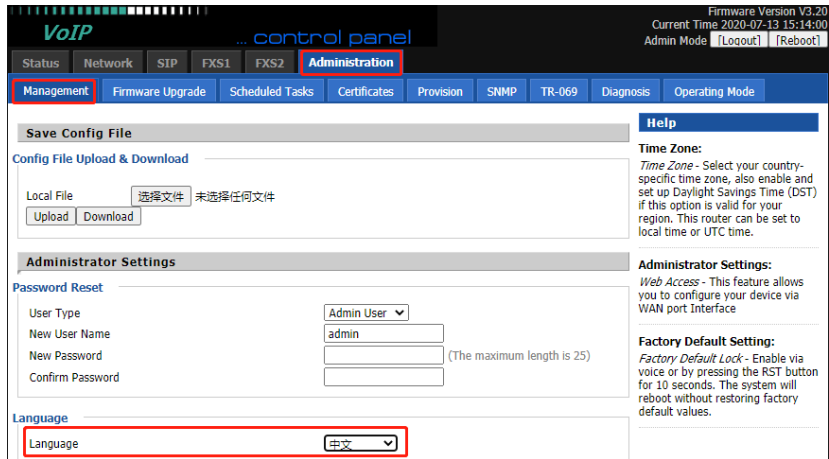 VoIP
... control panel
Firmware Version V3.20
Current Time 2020-07-13 15:14:00
Admin Mode [Logout] [Reboot]
Status Network SIP FXS1 FXS2 Administration
Management Firmware Upgrade Scheduled Tasks Certificates Provision SNMP TR-069 Diagnosis Operating Mode
Save Config File
Config File Upload & Download
Local File 选择文件 未选择任何文件
Upload Download
Administrator Settings
Password Reset
User Type Admin User
New User Name admin
New Password (The maximum length is 25)
Confirm Password
Language
Language 中文
Help
Time Zone:
Time Zone - Select your country-
specific time zone, also enable and
set up Daylight Savings Time (DST)
if this option is valid for your
region. This router can be set to
local time or UTC time.
Administrator Settings:
Web Access - This feature allows
you to configure your device via
WAN port Interface
Factory Default Setting:
Factory Default Lock - Enable via
voice or by pressing the RST button
for 10 seconds. The system will
reboot without restoring factory
default values.